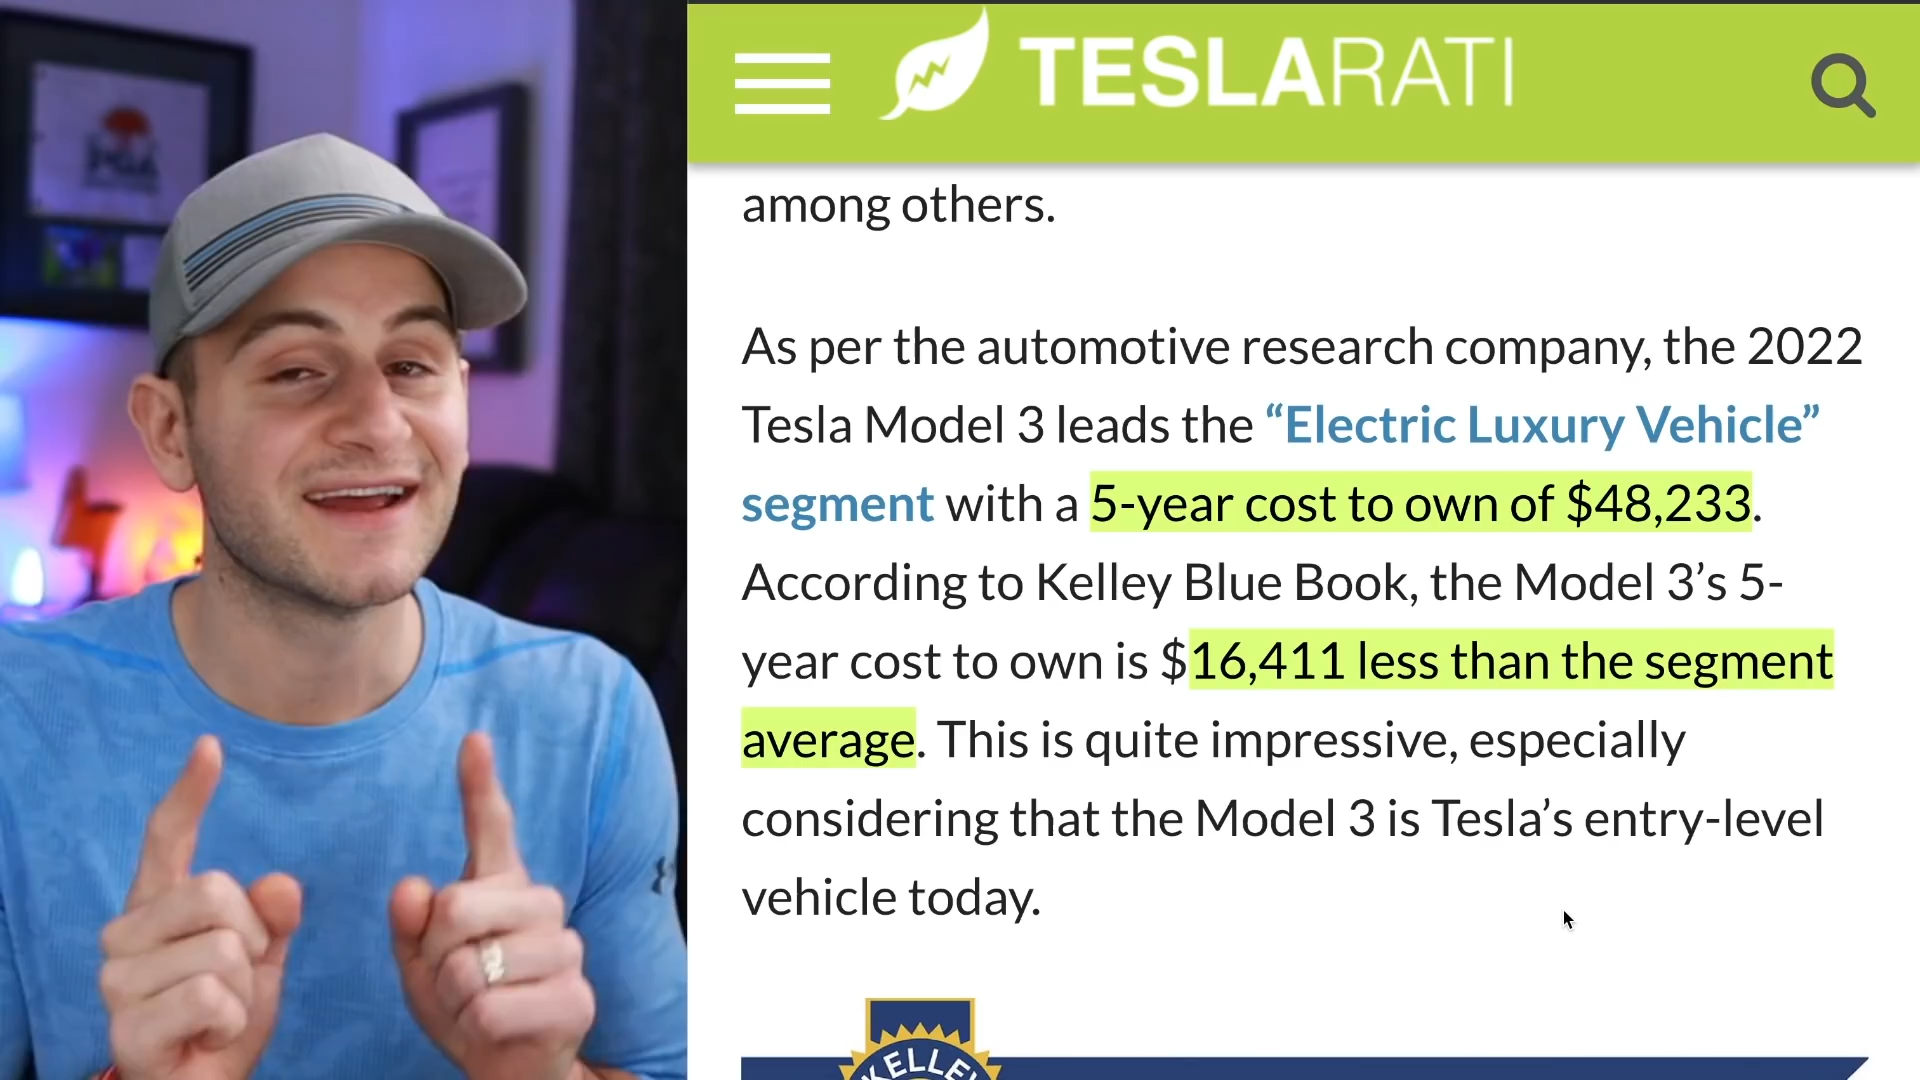 TESLARATI
among others.
As per the automotive research company, the 2022
Tesla Model 3 leads the “Electric Luxury Vehicle”
segment with a 5-year cost to own of $48,233.
According to Kelley Blue Book, the Model 3’s 5-
year cost to own is $16,411 less than the segment
average. This is quite impressive, especially
considering that the Model 3 is Tesla’s entry-level
vehicle today.
KELLEY